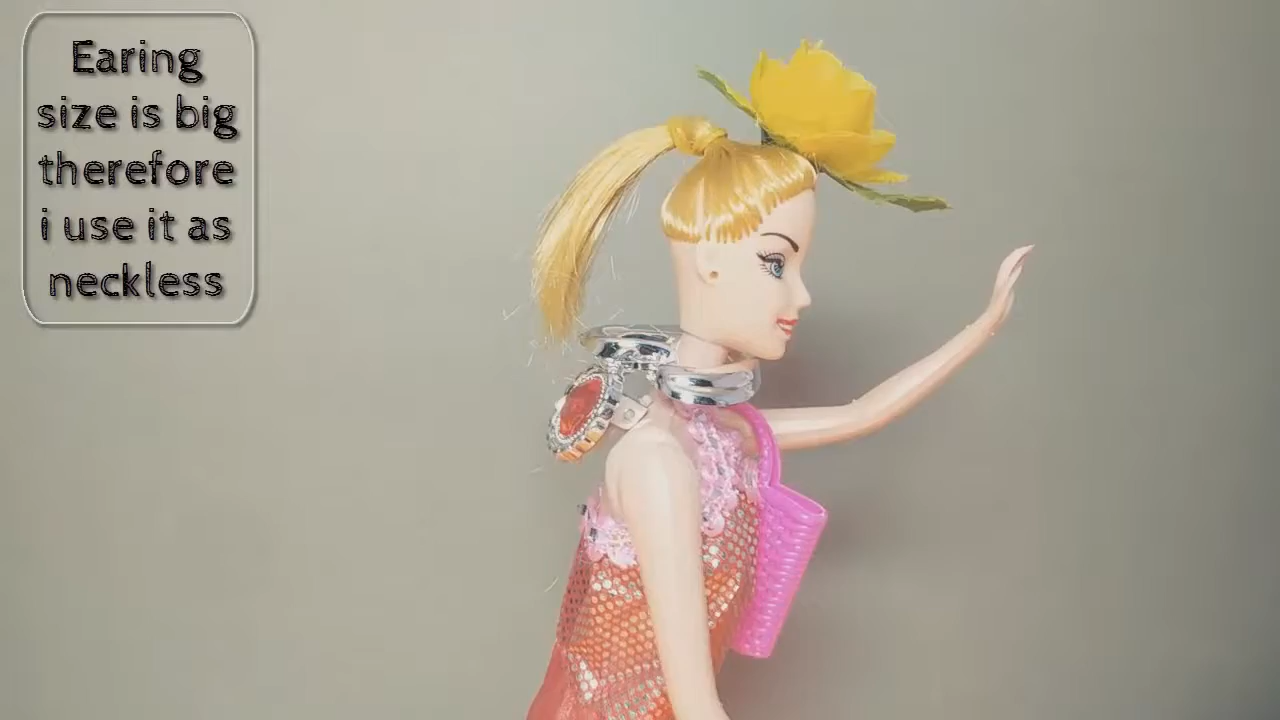 Earing
size is big
therefore
i use it as
neckless